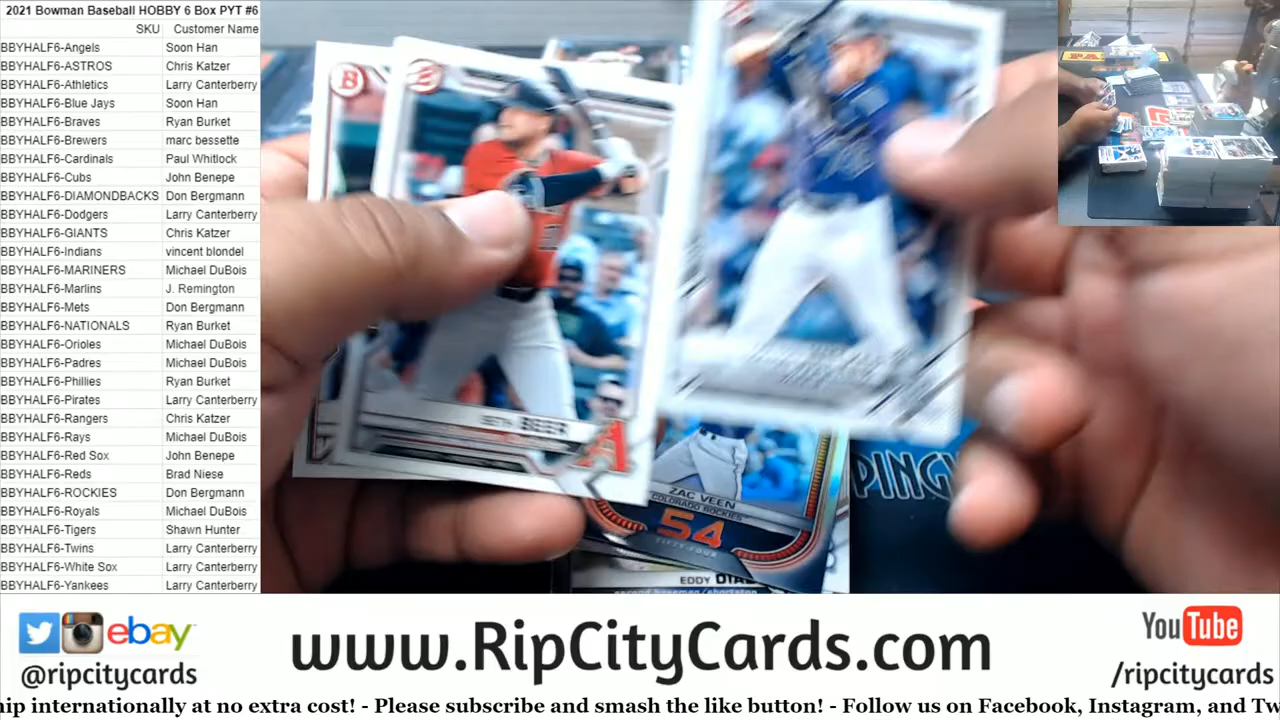 2021 Bowman Baseball HOBBY 6 Box PYT #6
SKU Customer Name
BBYHALF6-Angels Soon Han
BBYHALF6-ASTROS Chris Katzer
BBYHALF6-Athletics Larry Canterberry
BBYHALF6-Blue Jays Soon Han
BBYHALF6-Braves Ryan Burket
BBYHALF6-Brewers marc bessette
BBYHALF6-Cardinals Paul Whitlock
BBYHALF6-Cubs John Benepe
BBYHALF6-DIAMONDBACKS Don Bergmann
BBYHALF6-Dodgers Larry Canterberry
BBYHALF6-GIANTS Chris Katzer
BBYHALF6-Indians vincent blondel
BBYHALF6-MARINERS Michael DuBois
BBYHALF6-Marlins J. Remington
BBYHALF6-Mets Don Bergmann
BBYHALF6-NATIONALS Ryan Burket
BBYHALF6-Orioles Michael DuBois
BBYHALF6-Padres Michael DuBois
BBYHALF6-Phillies Ryan Burket
BBYHALF6-Pirates Larry Canterberry
BBYHALF6-Rangers Chris Katzer
BBYHALF6-Rays Michael DuBois
BBYHALF6-Red Sox John Benepe
BBYHALF6-Reds Brad Niese
BBYHALF6-ROCKIES Don Bergmann
BBYHALF6-Royals Michael DuBois
BBYHALF6-Tigers Shawn Hunter
BBYHALF6-Twins Larry Canterberry
BBYHALF6-White Sox Larry Canterberry
BBYHALF6-Yankees Larry Canterberry
B
BEER
A
ZAC VEEN
COLORADO ROCKIES
54
FIFTY-FOUR
EDDY
PING
ebay
@ripcitycards
www.RipCityCards.com
YouTube
/ripcitycards
ip internationally at no extra cost! - Please subscribe and smash the like button! - Follow us on Facebook, Instagram, and Tw